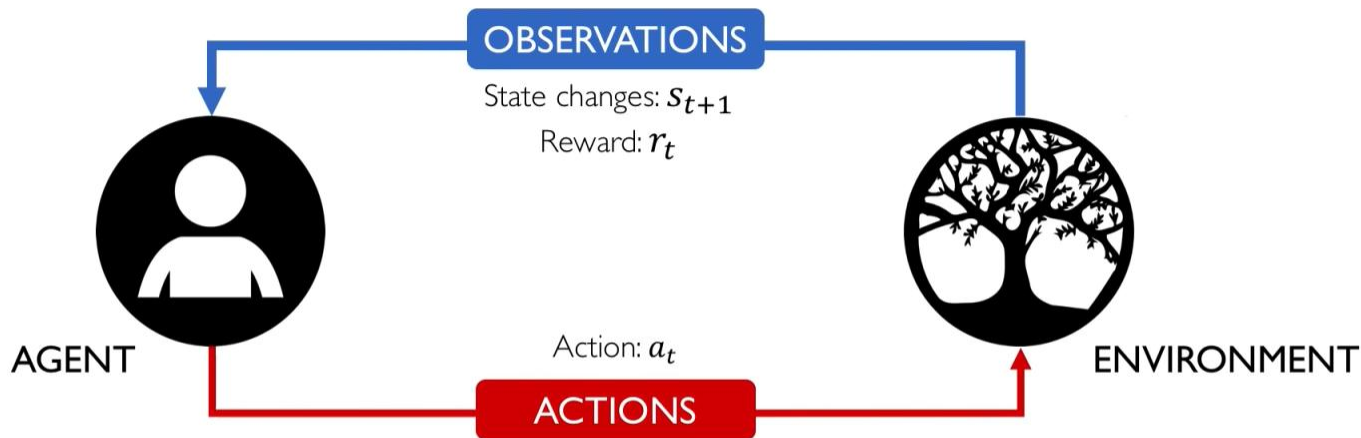 OBSERVATIONS
State changes: s_{t+1}
Reward: r_t
AGENT
Action: a_t
ENVIRONMENT
ACTIONS